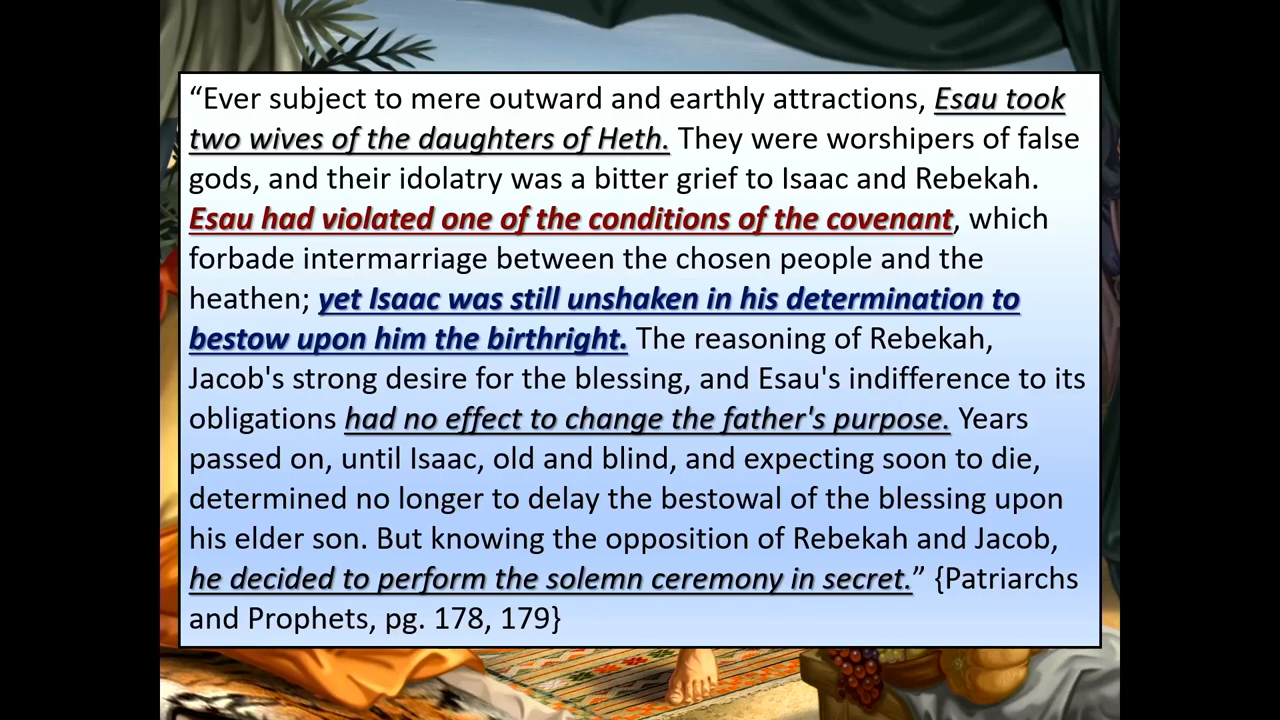 “Ever subject to mere outward and earthly attractions, Esau took
two wives of the daughters of Heth. They were worshipers of false
gods, and their idolatry was a bitter grief to Isaac and Rebekah.
Esau had violated one of the conditions of the covenant, which
forbade intermarriage between the chosen people and the
heathen; yet Isaac was still unshaken in his determination to
bestow upon him the birthright. The reasoning of Rebekah,
Jacob's strong desire for the blessing, and Esau's indifference to its
obligations had no effect to change the father's purpose. Years
passed on, until Isaac, old and blind, and expecting soon to die,
determined no longer to delay the bestowal of the blessing upon
his elder son. But knowing the opposition of Rebekah and Jacob,
he decided to perform the solemn ceremony in secret.” {Patriarchs
and Prophets, pg. 178, 179}